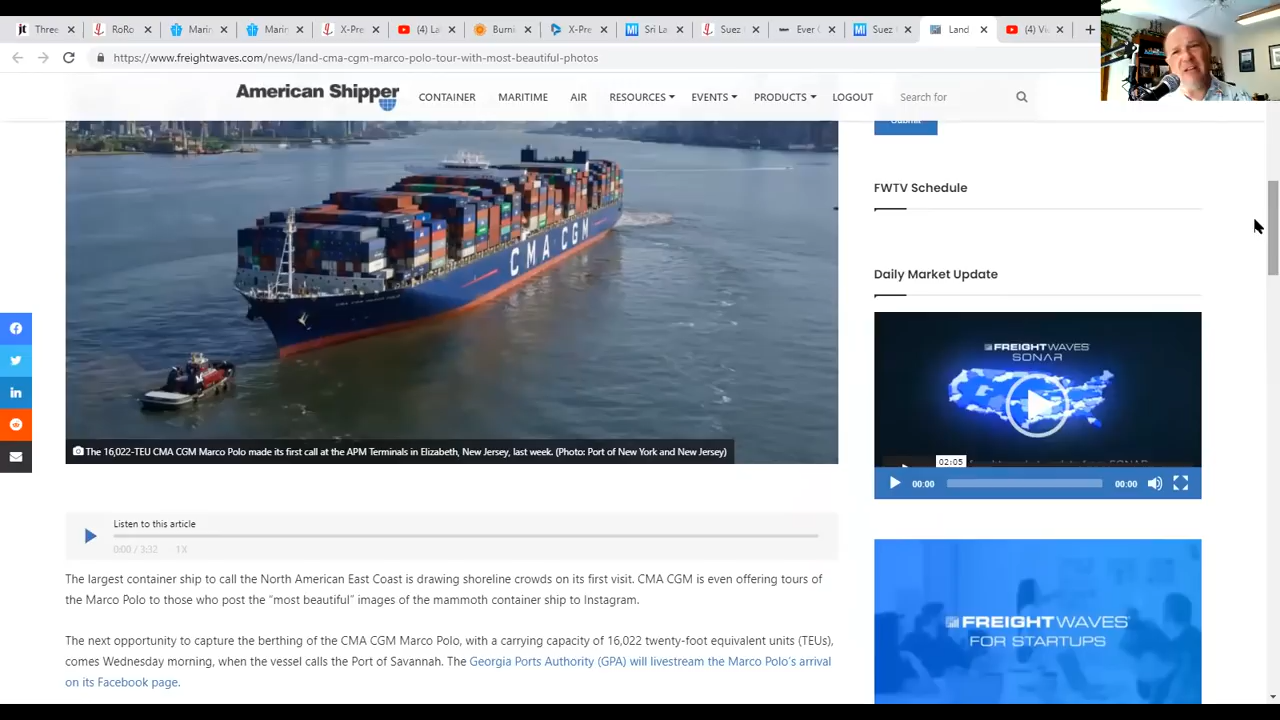 Three
RoRo
Marin
Marin
X-Pre
(4) La
Burni
X-Pre
Sri La
Suez
Ever
Suez
Land
(4) Vi
https://www.freightwaves.com/news/land-cma-cgm-marco-polo-tour-with-most-beautiful-photos
American Shipper
CONTAINER MARITIME AIR RESOURCES EVENTS PRODUCTS LOGOUT Search for
Submit
CMA CGM
The 16,022-TEU CMA CGM Marco Polo made its first call at the APM Terminals in Elizabeth, New Jersey, last week. (Photo: Port of New York and New Jersey)
Listen to this article
0:00 / 3:32 1X
The largest container ship to call the North American East Coast is drawing shoreline crowds on its first visit. CMA CGM is even offering tours of
the Marco Polo to those who post the “most beautiful” images of the mammoth container ship to Instagram.
The next opportunity to capture the berthing of the CMA CGM Marco Polo, with a carrying capacity of 16,022 twenty-foot equivalent units (TEUs),
comes Wednesday morning, when the vessel calls the Port of Savannah. The Georgia Ports Authority (GPA) will livestream the Marco Polo’s arrival
on its Facebook page.
FWTV Schedule
Daily Market Update
FREIGHTWAVES
SONAR
02:05
00:00 00:00
FREIGHTWAVES
FOR STARTUPS